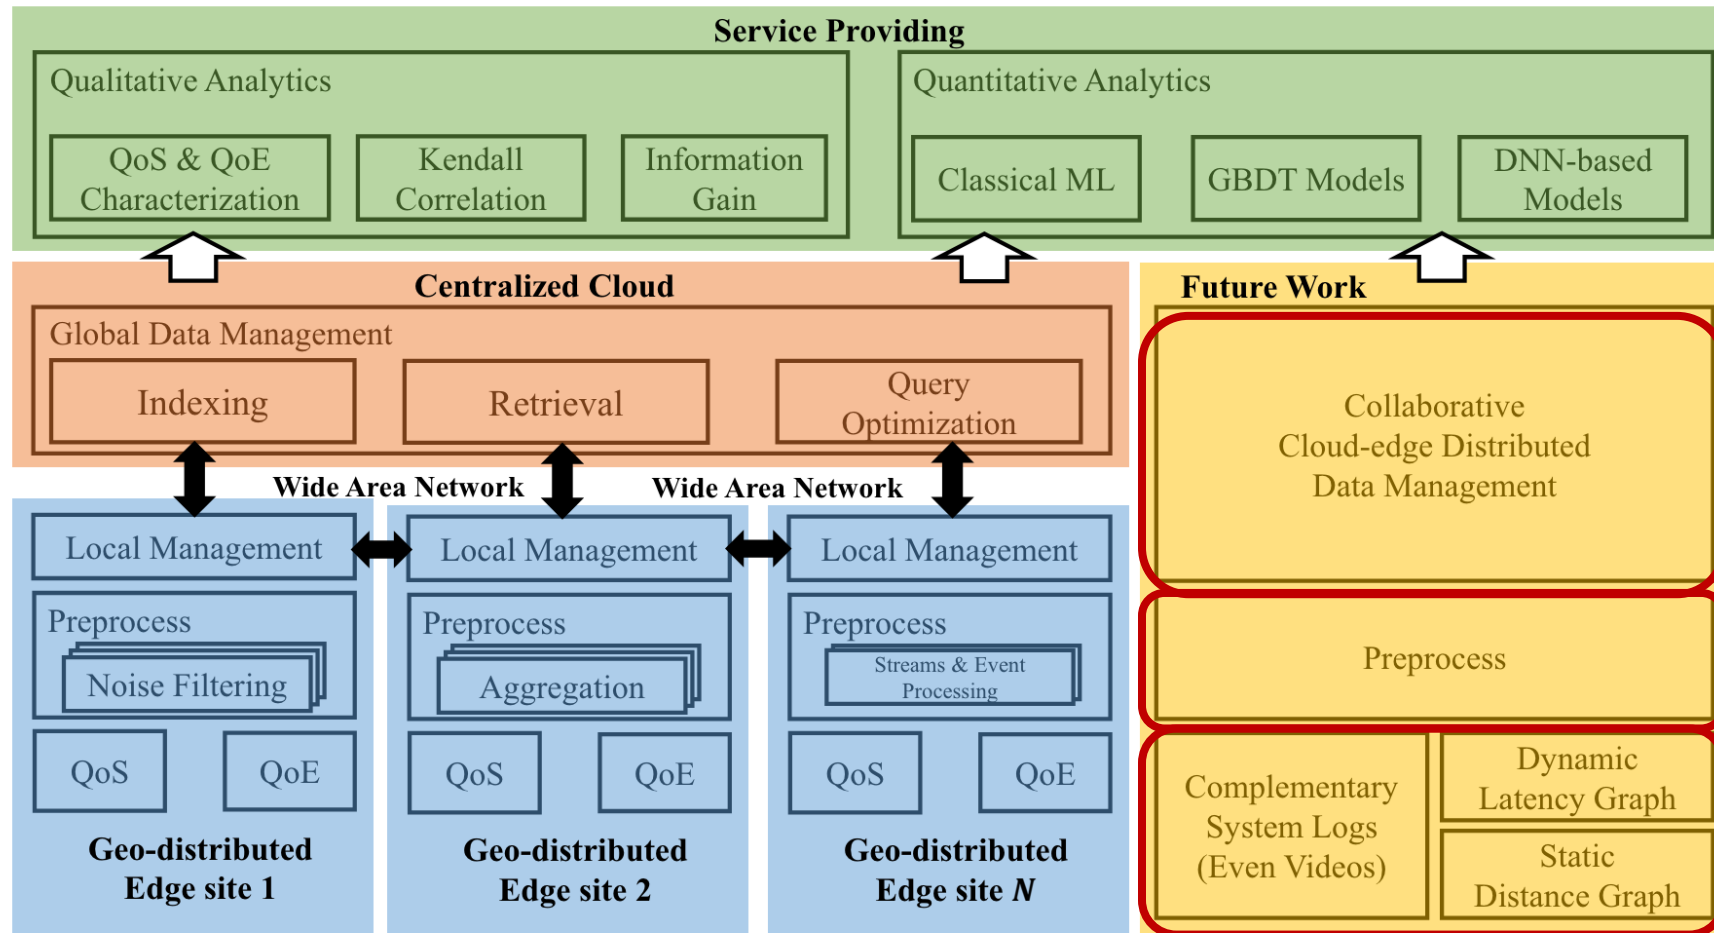 Service Providing
Qualitative Analytics
QoS & QoE
Characterization
Kendall
Correlation
Information
Gain
Quantitative Analytics
Classical ML
GBDT Models
DNN-based
Models
Centralized Cloud
Global Data Management
Indexing
Retrieval
Query
Optimization
Wide Area Network
Wide Area Network
Local Management
Preprocess
Noise Filtering
QoS
QoE
Geo-distributed
Edge site 1
Local Management
Preprocess
Aggregation
QoS
QoE
Geo-distributed
Edge site 2
Local Management
Preprocess
Streams & Event
Processing
QoS
QoE
Geo-distributed
Edge site N
Future Work
Collaborative
Cloud-edge Distributed
Data Management
Preprocess
Complementary
System Logs
(Even Videos)
Dynamic
Latency Graph
Static
Distance Graph